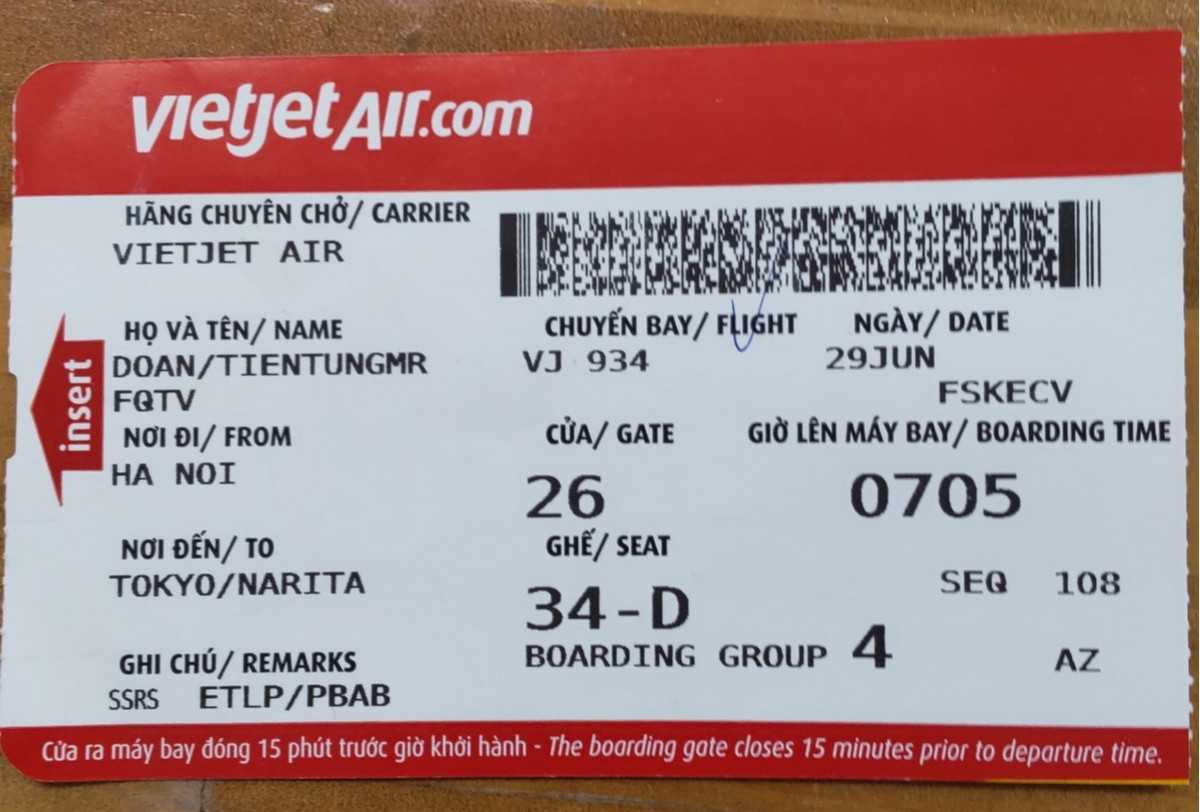 vietjetAir.com
HÃNG CHUYÊN CHỞ/ CARRIER
VIETJET AIR
HỌ VÀ TÊN/ NAME
DOAN/TIENTUNGMR
FQTV
CHUYẾN BAY/ FLIGHT
VJ 934
NGÀY/ DATE
29JUN
FSKECV
insert
NƠI ĐI/ FROM
HA NOI
CỬA/ GATE
26
GIỜ LÊN MÁY BAY/ BOARDING TIME
0705
NƠI ĐẾN/ TO
TOKYO/NARITA
GHẾ/ SEAT
34-D
SEQ 108
BOARDING GROUP 4
AZ
GHI CHÚ/ REMARKS
SSRS ETLP/PBAB
Cửa ra máy bay đóng 15 phút trước giờ khởi hành - The boarding gate closes 15 minutes prior to departure time.